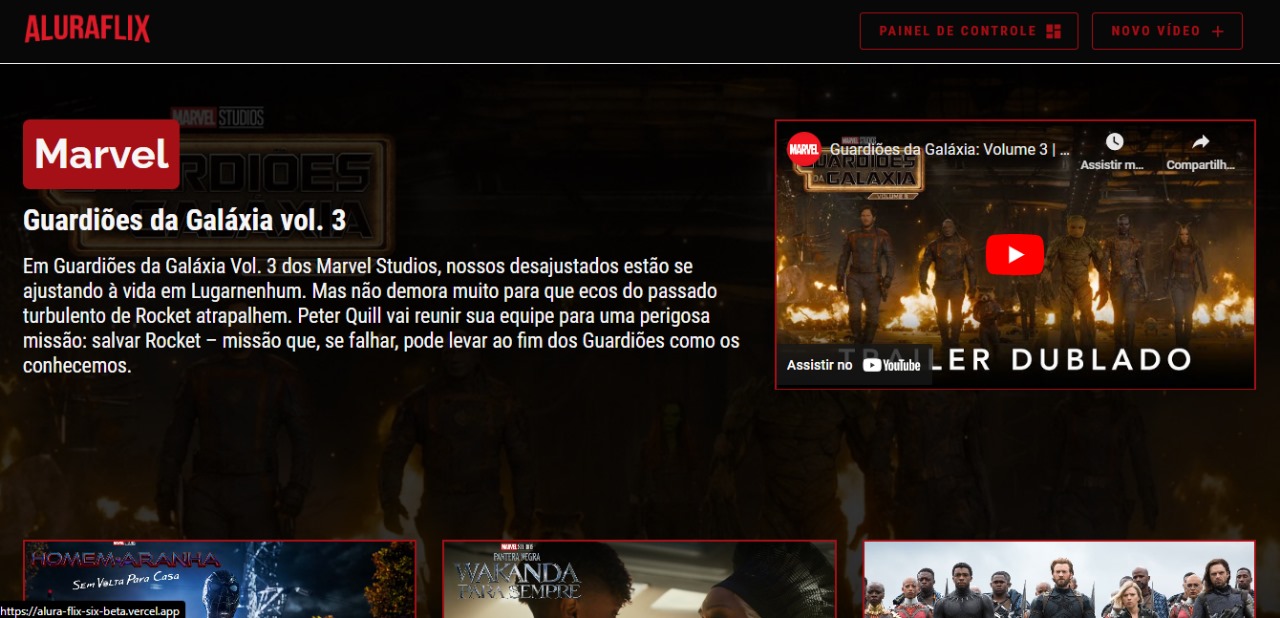 ALURAFLIX
PAINEL DE CONTROLE
NOVO VÍDEO +
MARVEL STUDIOS
GUARDIÕES
DA GALAXIA
Marvel
Guardiões da Galáxia vol. 3
Em Guardiões da Galáxia Vol. 3 dos Marvel Studios, nossos desajustados estão se
ajustando à vida em Lugarnenhum. Mas não demora muito para que ecos do passado
turbulento de Rocket atrapalhem. Peter Quill vai reunir sua equipe para uma perigosa
missão: salvar Rocket – missão que, se falhar, pode levar ao fim dos Guardiões como os
conhecemos.
MARVEL
Guardiões da Galáxia: Volume 3 | ...
Assistir m...
Compartilh...
MARVEL STUDIOS
GUARDIÕES
DA GALAXIA
VOLUME 3
TRAILER DUBLADO
Assistir no YouTube
HOMEM-ARANHA
SEM VOLTA PARA CASA
MARVEL STUDIOS
PANTERA NEGRA
WAKANDA
PARA SEMPRE
https://alura-flix-six-beta.vercel.app